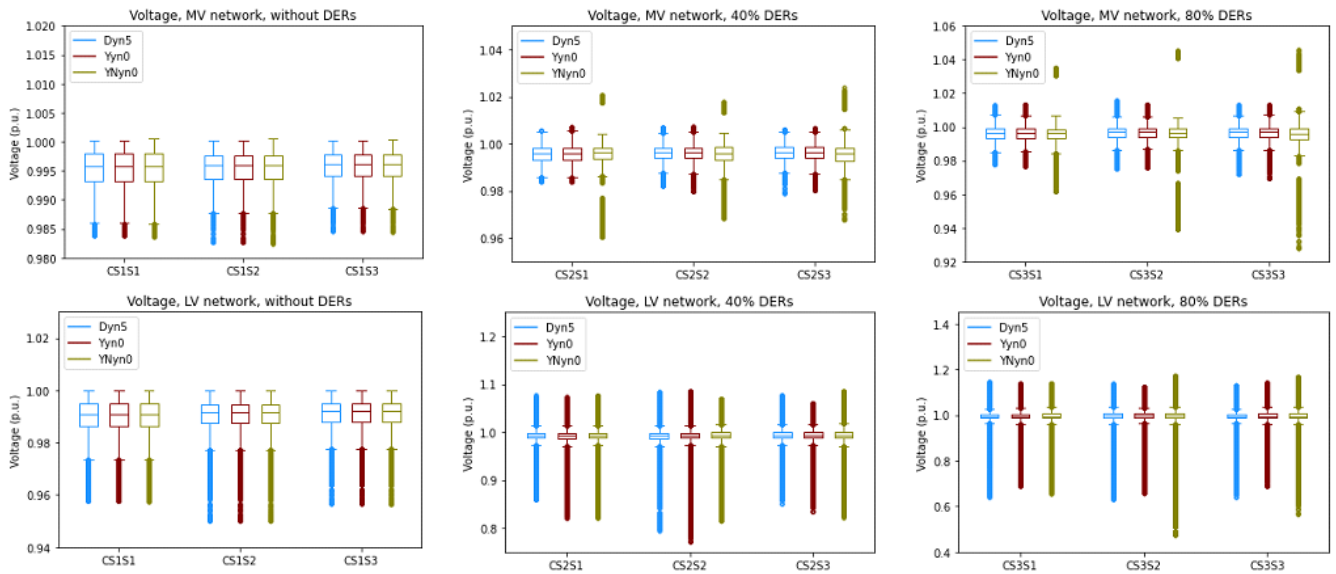 Voltage, MV network, without DERs
1.020
1.015
1.010
1.005
1.000
0.995
0.990
0.985
0.980
Voltage (p.u.)
Dyn5
Yyn0
YNyn0
CS1S1
CS1S2
CS1S3
Voltage, MV network, 40% DERs
1.04
1.02
1.00
0.98
0.96
Voltage (p.u.)
Dyn5
Yyn0
YNyn0
CS2S1
CS2S2
CS2S3
Voltage, MV network, 80% DERs
1.06
1.04
1.02
1.00
0.98
0.96
0.94
0.92
Voltage (p.u.)
Dyn5
Yyn0
YNyn0
CS3S1
CS3S2
CS3S3
Voltage, LV network, without DERs
1.02
1.00
0.98
0.96
0.94
Voltage (p.u.)
Dyn5
Yyn0
YNyn0
CS1S1
CS1S2
CS1S3
Voltage, LV network, 40% DERs
1.2
1.1
1.0
0.9
0.8
Voltage (p.u.)
Dyn5
Yyn0
YNyn0
CS2S1
CS2S2
CS2S3
Voltage, LV network, 80% DERs
1.4
1.2
1.0
0.8
0.6
0.4
Voltage (p.u.)
Dyn5
Yyn0
YNyn0
CS3S1
CS3S2
CS3S3